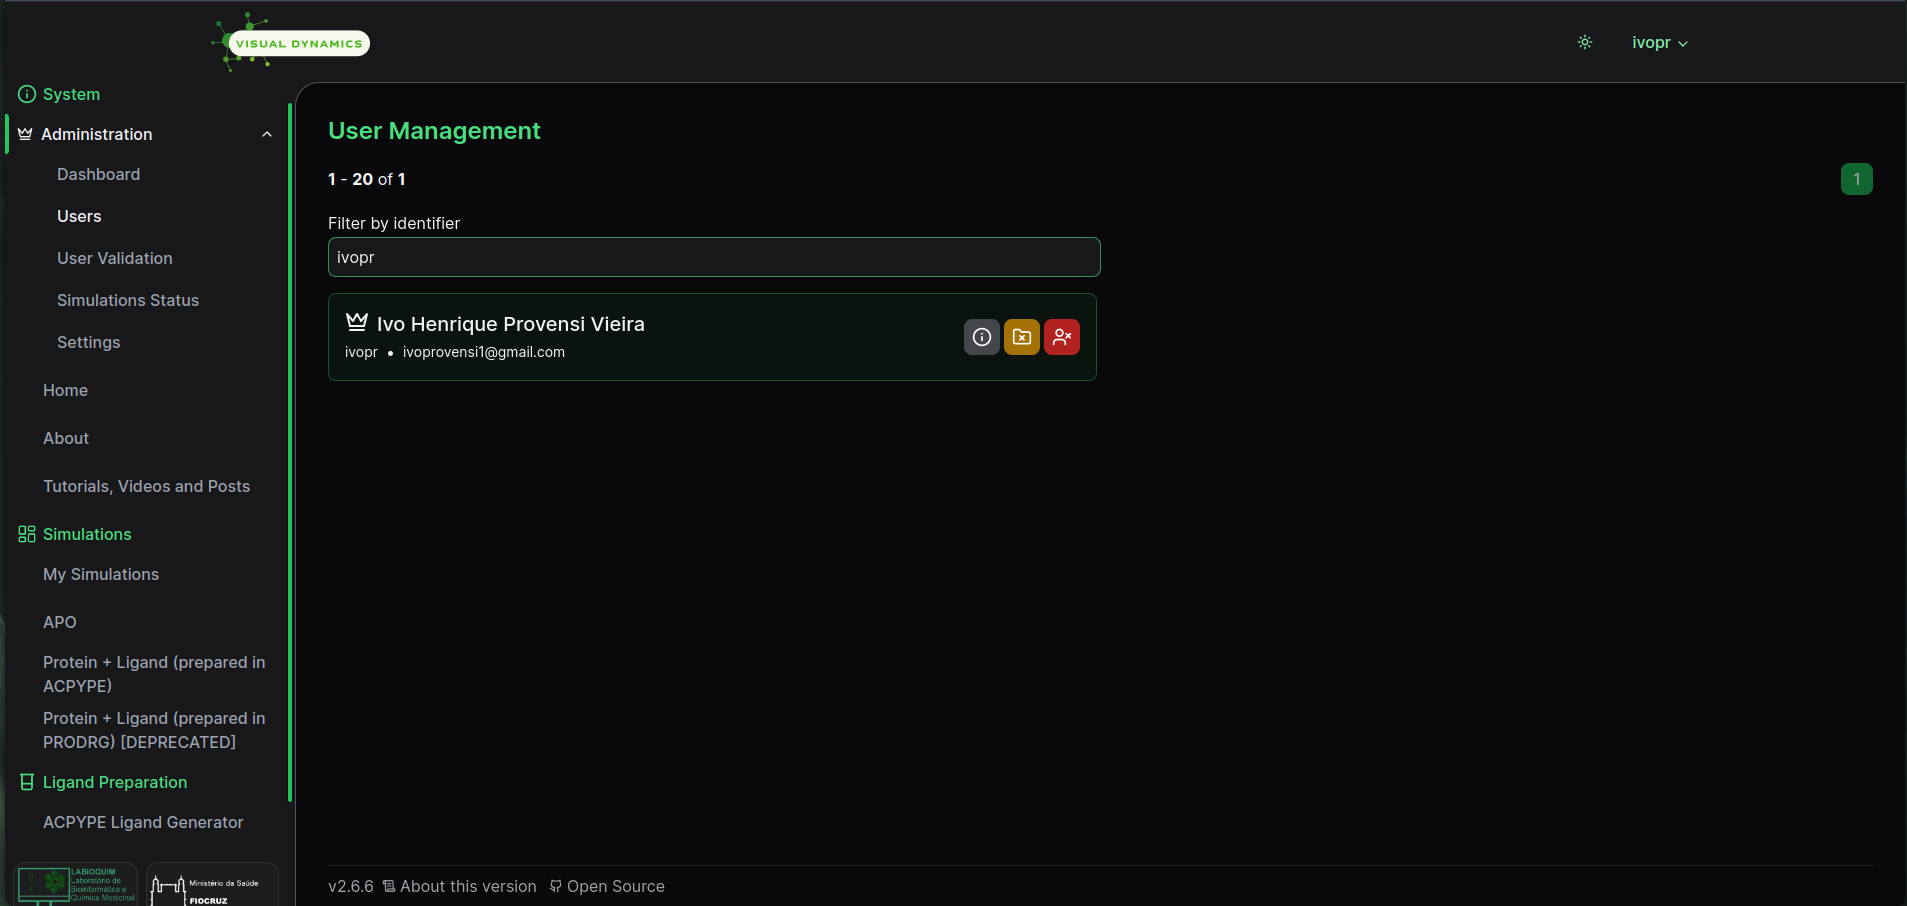 VISUAL DYNAMICS
ivopr
System
Administration
Dashboard
Users
User Validation
Simulations Status
Settings
Home
About
Tutorials, Videos and Posts
Simulations
My Simulations
APO
Protein + Ligand (prepared in
ACPYPE)
Protein + Ligand (prepared in
PRODRG) [DEPRECATED]
Ligand Preparation
ACPYPE Ligand Generator
LABIOQUIM
Laboratório de
Bioinformática e
Química Medicinal
Ministério da Saúde
FIOCRUZ
User Management
1 - 20 of 1
1
Filter by identifier
ivopr
Ivo Henrique Provensi Vieira
ivopr • ivoprovensi1@gmail.com
v2.6.6 About this version Open Source